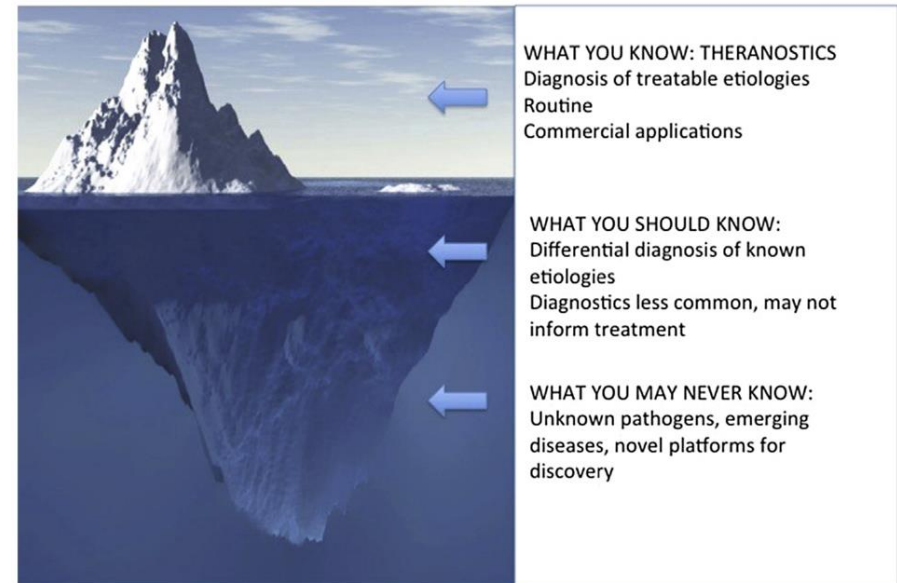 WHAT YOU KNOW: THERANOSTICS
Diagnosis of treatable etiologies
Routine
Commercial applications
WHAT YOU SHOULD KNOW:
Differential diagnosis of known
etiologies
Diagnostics less common, may not
inform treatment
WHAT YOU MAY NEVER KNOW:
Unknown pathogens, emerging
diseases, novel platforms for
discovery